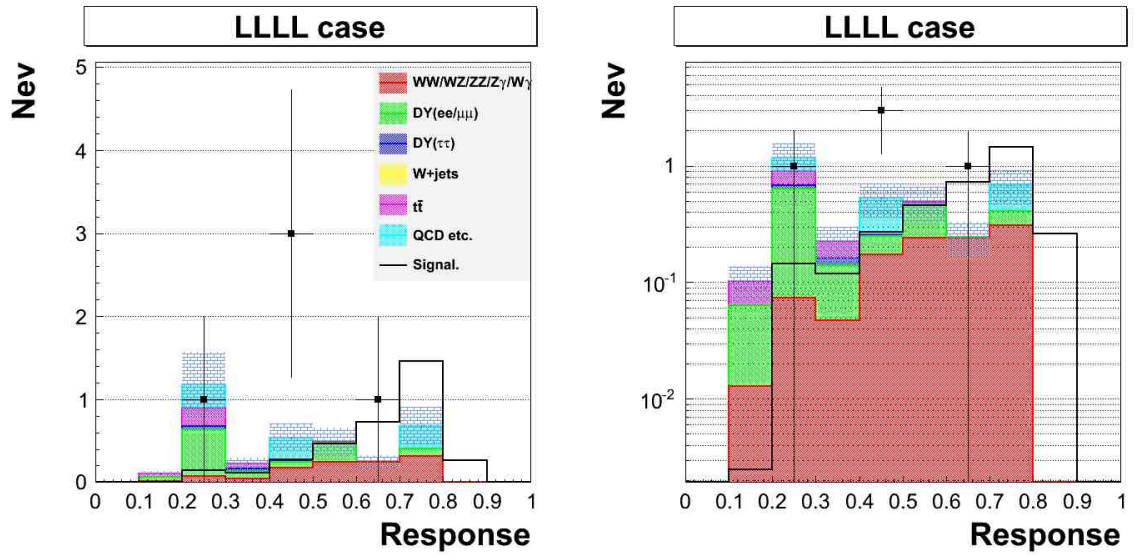 LLLL case
Nev
5
4
3
2
1
0
WW/WZ/ZZ/Zγ/Wγ
DY(ee/μμ)
DY(ττ)
W+jets
tt̄
QCD etc.
Signal.
0 0.1 0.2 0.3 0.4 0.5 0.6 0.7 0.8 0.9 1
Response
LLLL case
Nev
1
10⁻¹
10⁻²
0 0.1 0.2 0.3 0.4 0.5 0.6 0.7 0.8 0.9 1
Response